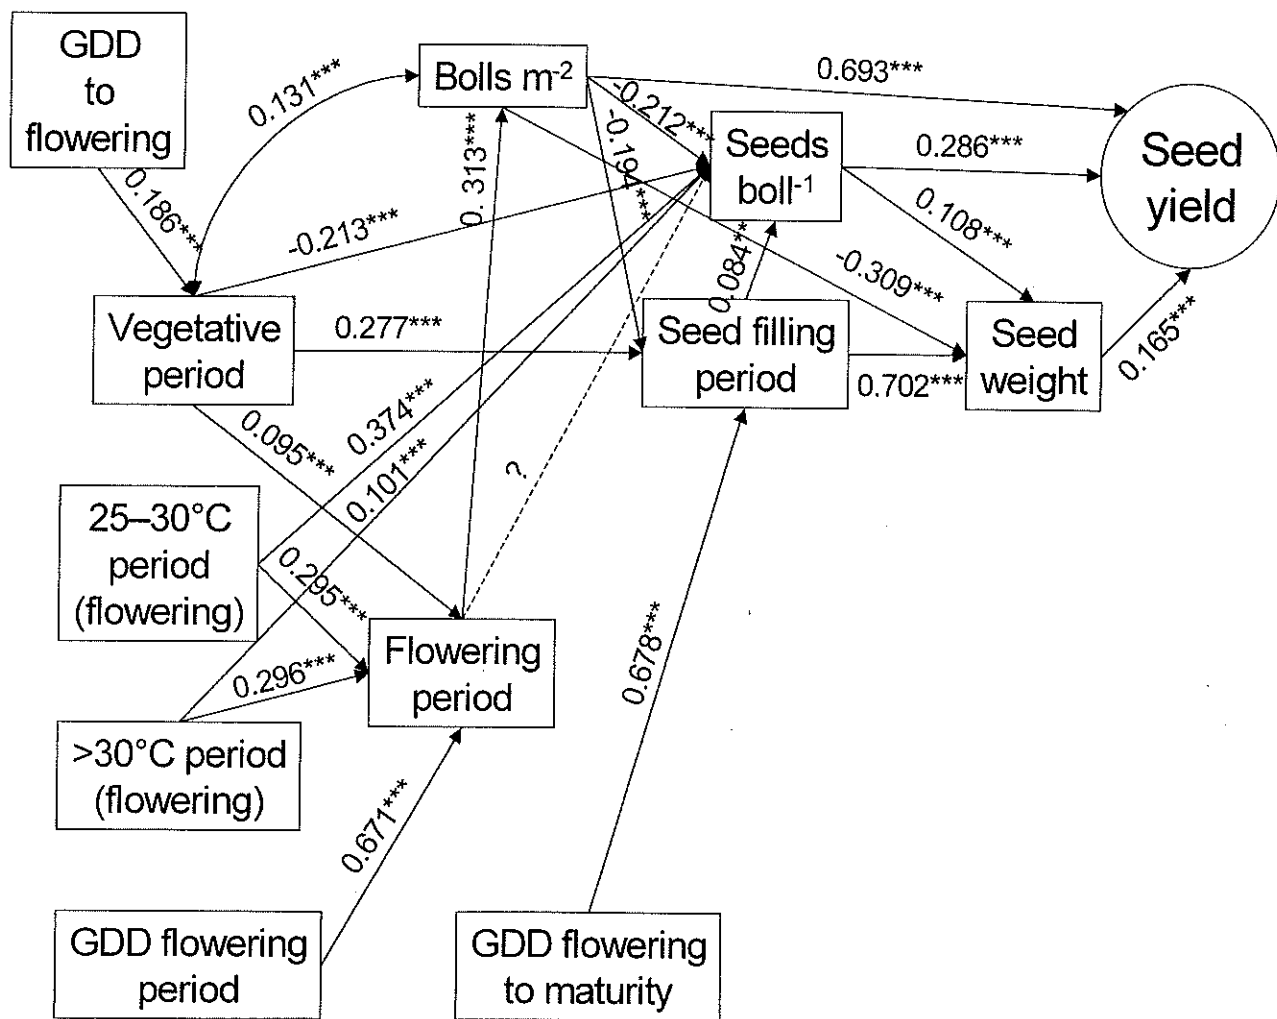 GDD
to
flowering
Bolls m⁻²
0.693***
0.131***
-0.212***
Seeds
boll⁻¹
0.286***
Seed
yield
0.313***
0.186***
-0.213***
0.108***
0.084**
-0.309***
Vegetative
period
0.277***
Seed filling
period
0.702***
Seed
weight
0.165***
0.095***
0.374***
0.101***
?
25–30°C
period
(flowering)
0.295***
Flowering
period
0.296***
>30°C period
(flowering)
0.678***
0.671***
GDD flowering
period
GDD flowering
to maturity